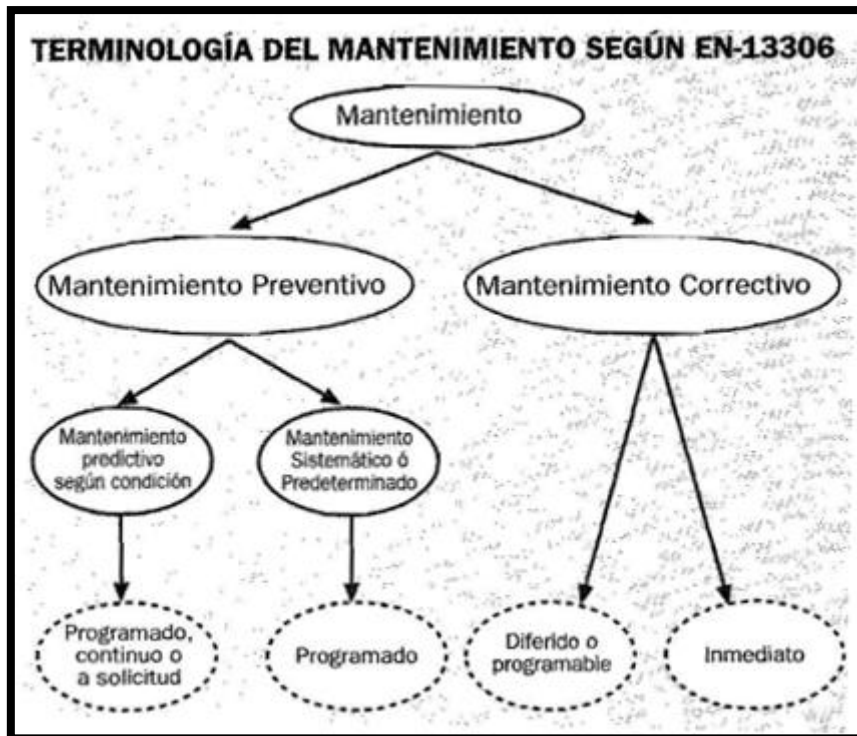 TERMINOLOGÍA DEL MANTENIMIENTO SEGÚN EN-13306
Mantenimiento
Mantenimiento Preventivo
Mantenimiento Correctivo
Mantenimiento
predictivo
según condición
Mantenimiento
Sistemático ó
Predeterminado
Programado,
continuo o
a solicitud
Programado
Diferido o
programable
Inmediato